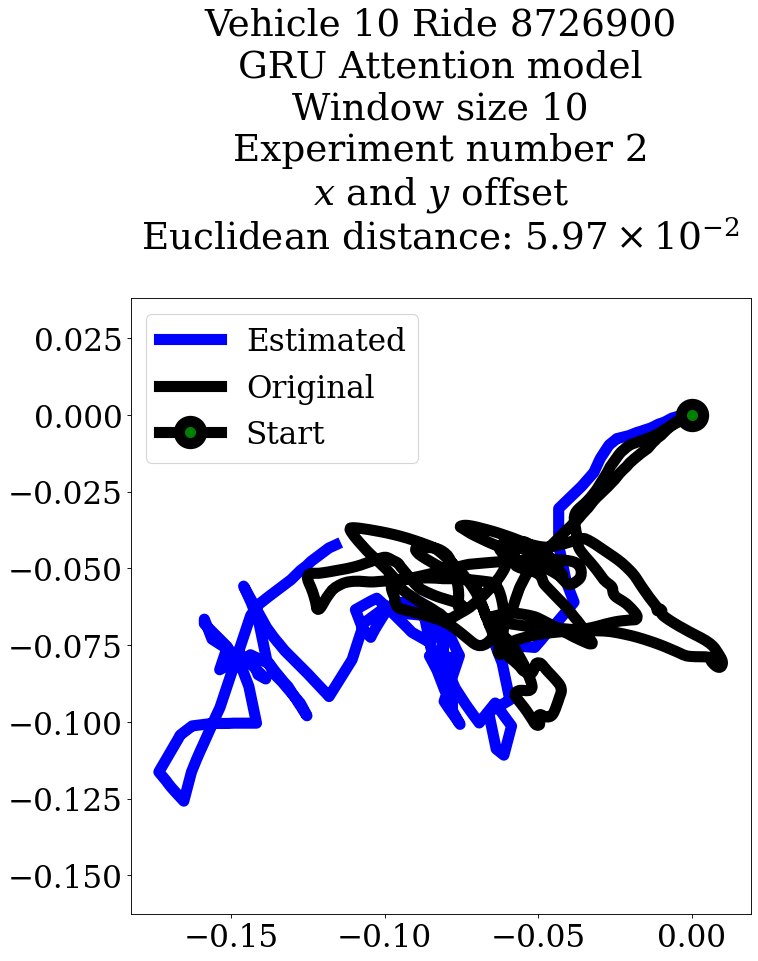 Vehicle 10 Ride 8726900
GRU Attention model
Window size 10
Experiment number 2
x and y offset
Euclidean distance: 5.97 × 10⁻²
Estimated
Original
Start
0.025
0.000
−0.025
−0.050
−0.075
−0.100
−0.125
−0.150
−0.15 −0.10 −0.05 0.00